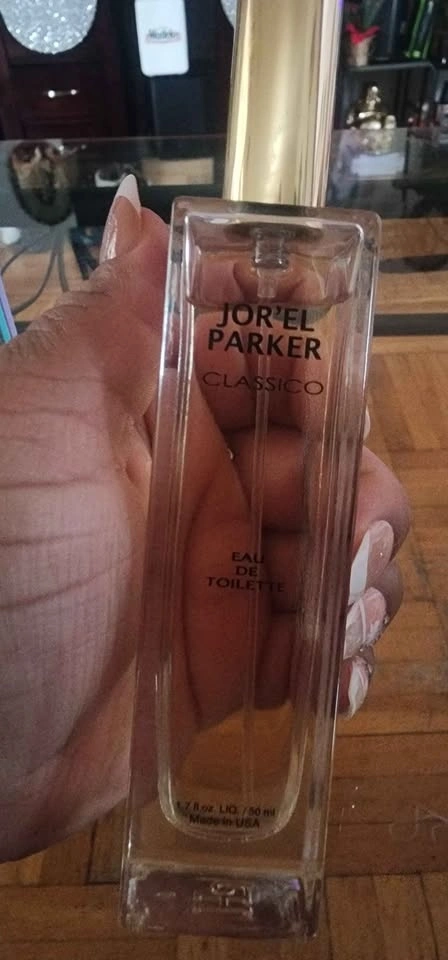 JOR'EL
PARKER
CLASSICO
EAU
DE
TOILETTE
1.7 fl oz. LIQ. / 50 ml
Made in USA